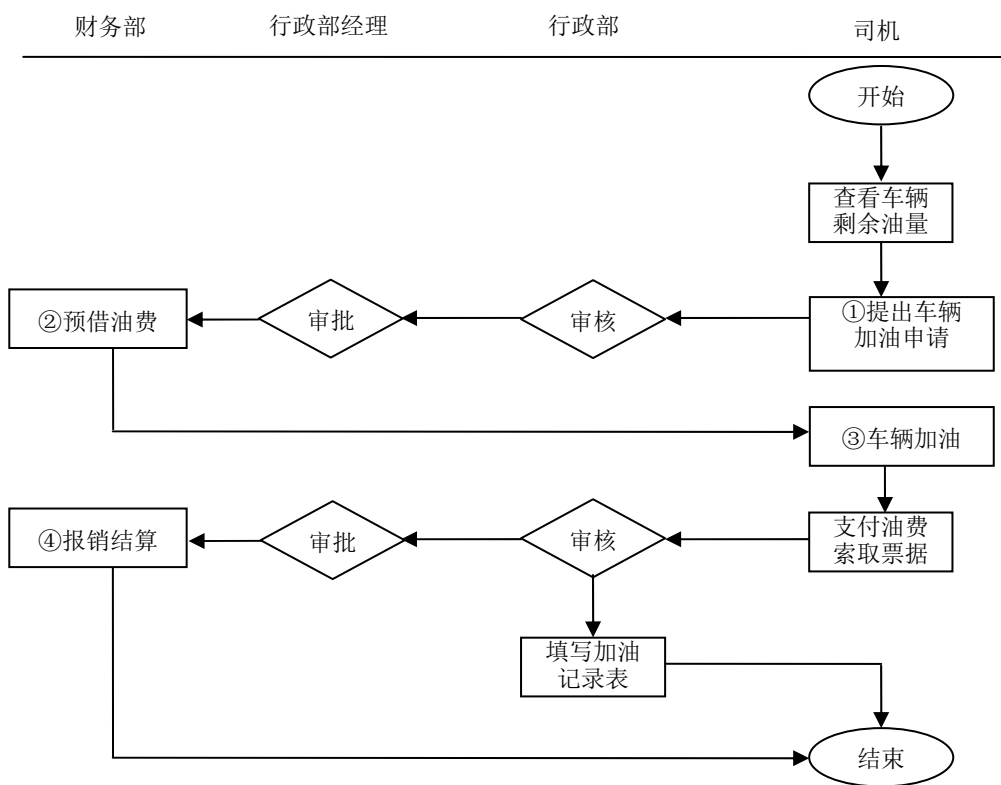 财务部
行政部经理
行政部
司机
开始
查看车辆
剩余油量
②预借油费
审批
审核
①提出车辆
加油申请
③车辆加油
④报销结算
审批
审核
支付油费
索取票据
填写加油
记录表
结束